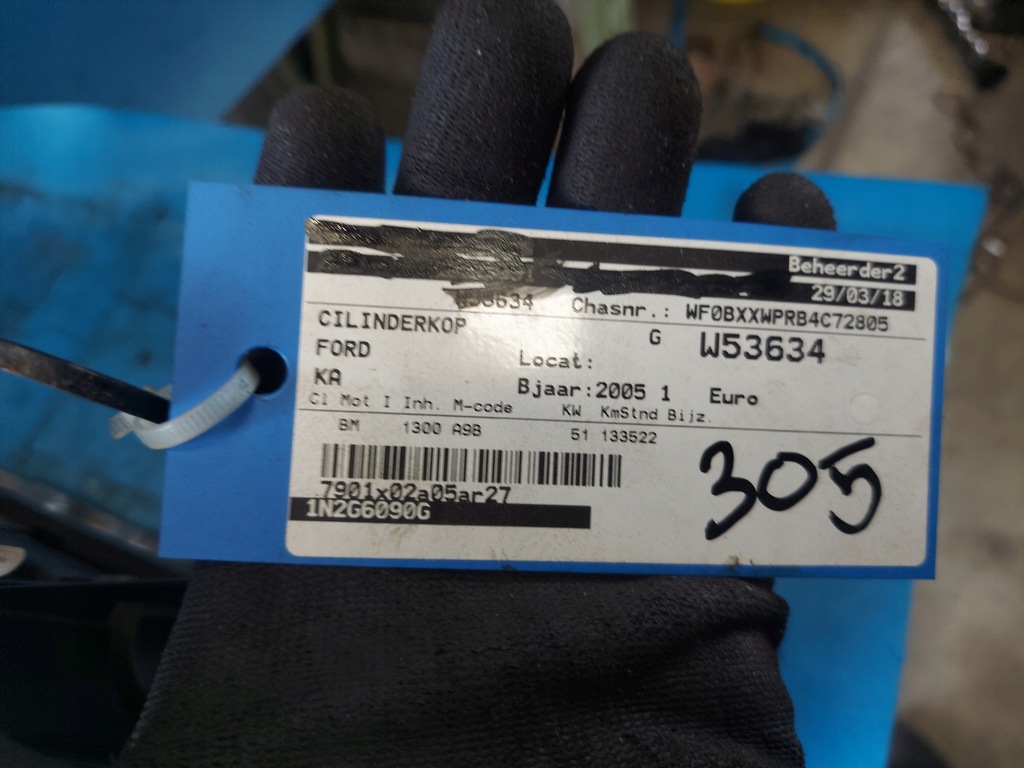 Beheerder2
29/03/18
Chasnr.: WF0BXXWPRB4C72805
CILINDERKOP G W53634
FORD Locat:
KA Bjaar:2005 1 Euro
Cl Mot I Inh. M-code KW KmStnd Bijz.
BM 1300 A9B 51 133522
305
7901x02a05ar27
1N2G6090G